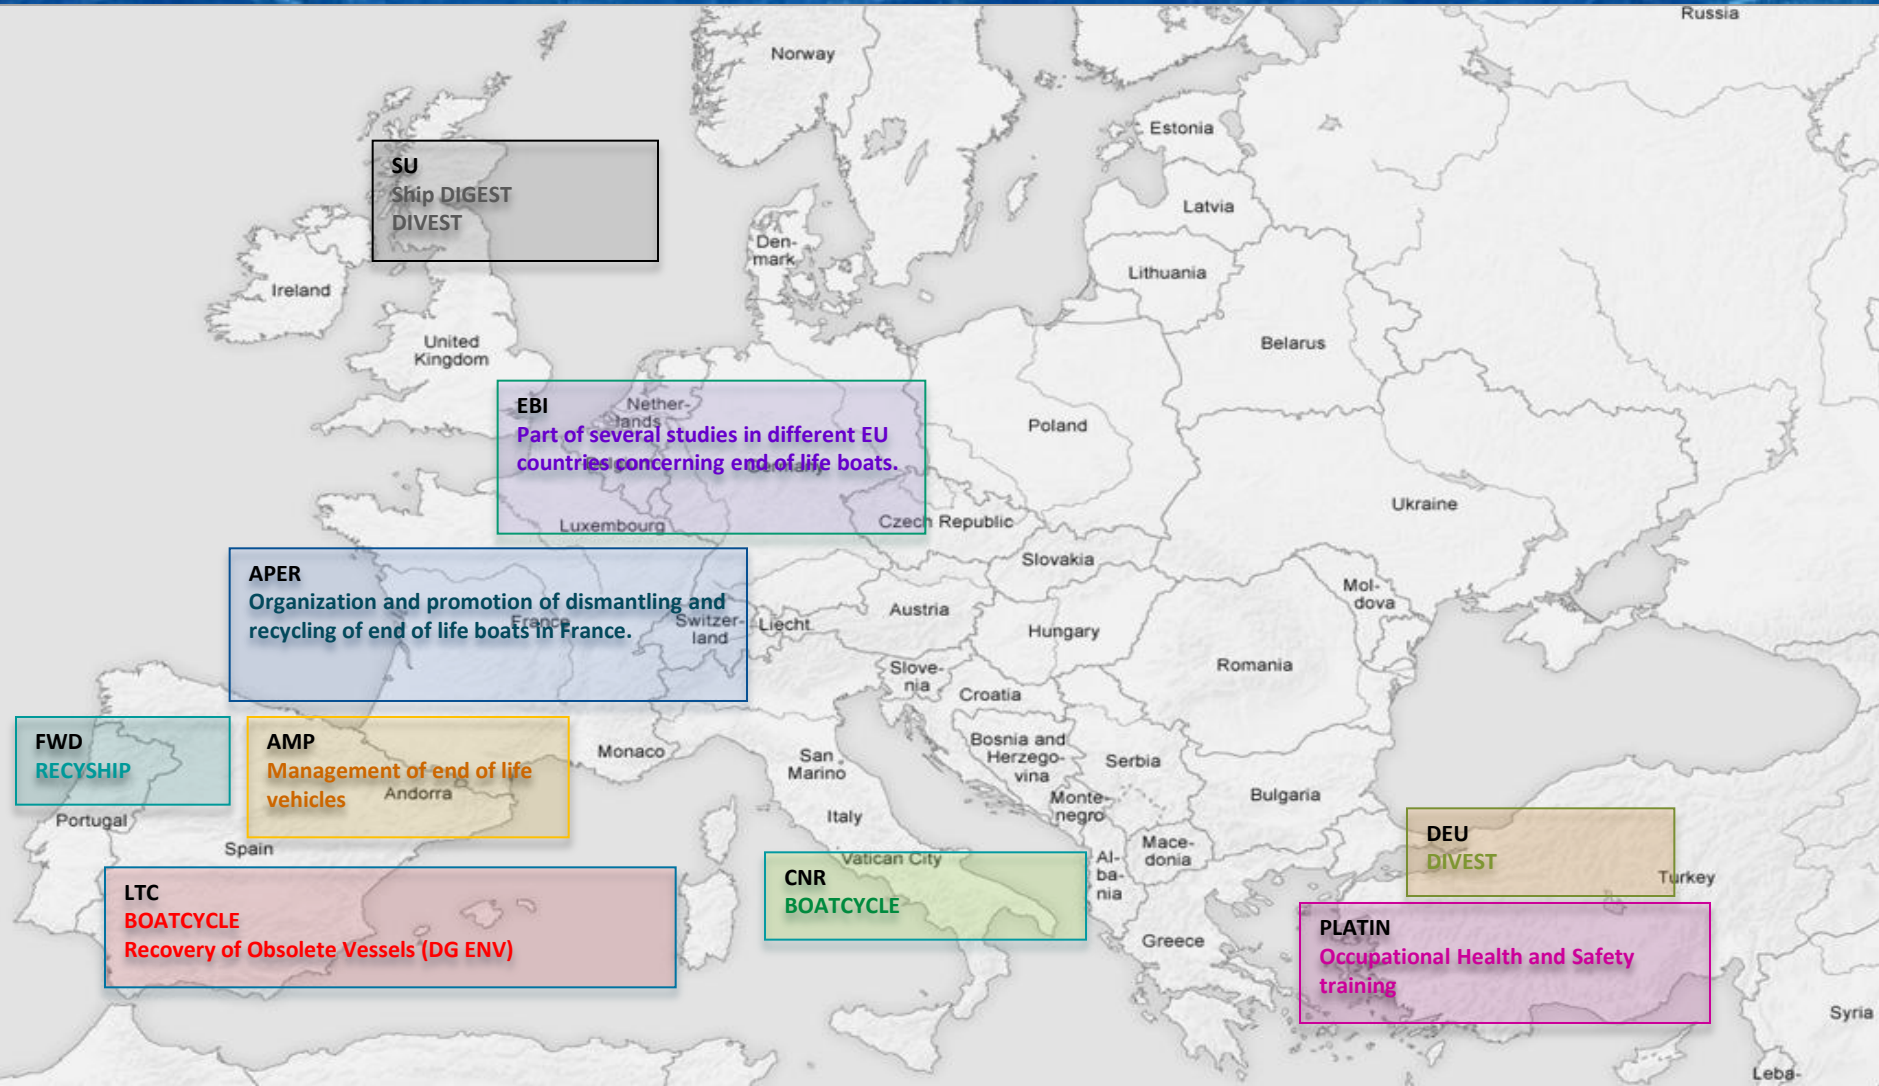 Russia
Norway
Estonia
SU
Ship DIGEST
DIVEST
Latvia
Den-
mark
Lithuania
Ireland
United
Kingdom
Belarus
EBI
Nether-
lands
Part of several studies in different EU
countries concerning end of life boats.
Belgium
Germany
Poland
Ukraine
Luxembourg
Czech Republic
Slovakia
APER
Organization and promotion of dismantling and
recycling of end of life boats in France.
France
Switzer-
land
Liecht.
Austria
Hungary
Mol-
dova
Romania
Slove-
nia
Croatia
FWD
RECYSHIP
AMP
Management of end of life
vehicles
Andorra
Monaco
San
Marino
Bosnia and
Herzego-
vina
Serbia
Monte-
negro
Bulgaria
Portugal
Spain
Italy
Vatican City
Al-
ba-
nia
Mace-
donia
DEU
DIVEST
Turkey
LTC
BOATCYCLE
Recovery of Obsolete Vessels (DG ENV)
CNR
BOATCYCLE
Greece
PLATIN
Occupational Health and Safety
training
Syria
Leba-